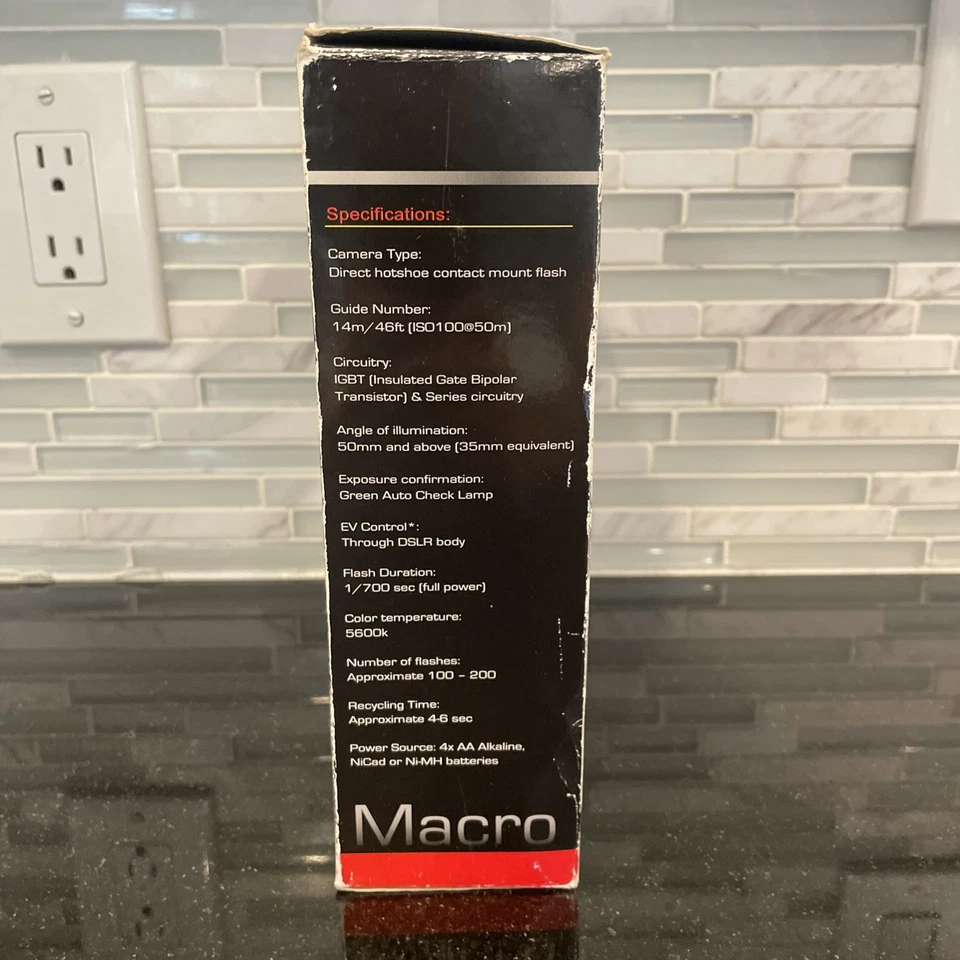 Specifications:
Camera Type:
Direct hotshoe contact mount flash
Guide Number:
14m/46ft (ISO100@50m)
Circuitry:
IGBT (Insulated Gate Bipolar
Transistor) & Series circuitry
Angle of illumination:
50mm and above (35mm equivalent)
Exposure confirmation:
Green Auto Check Lamp
EV Control*:
Through DSLR body
Flash Duration:
1/700 sec (full power)
Color temperature:
5600k
Number of flashes:
Approximate 100 - 200
Recycling Time:
Approximate 4-6 sec
Power Source: 4x AA Alkaline,
NiCad or Ni-MH batteries
Macro